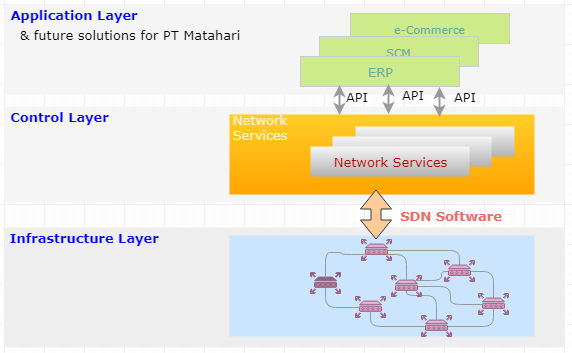 Application Layer
& future solutions for PT Matahari
e-Commerce
SCM
ERP
API
API
API
Control Layer
Network
Services
Network Services
SDN Software
Infrastructure Layer